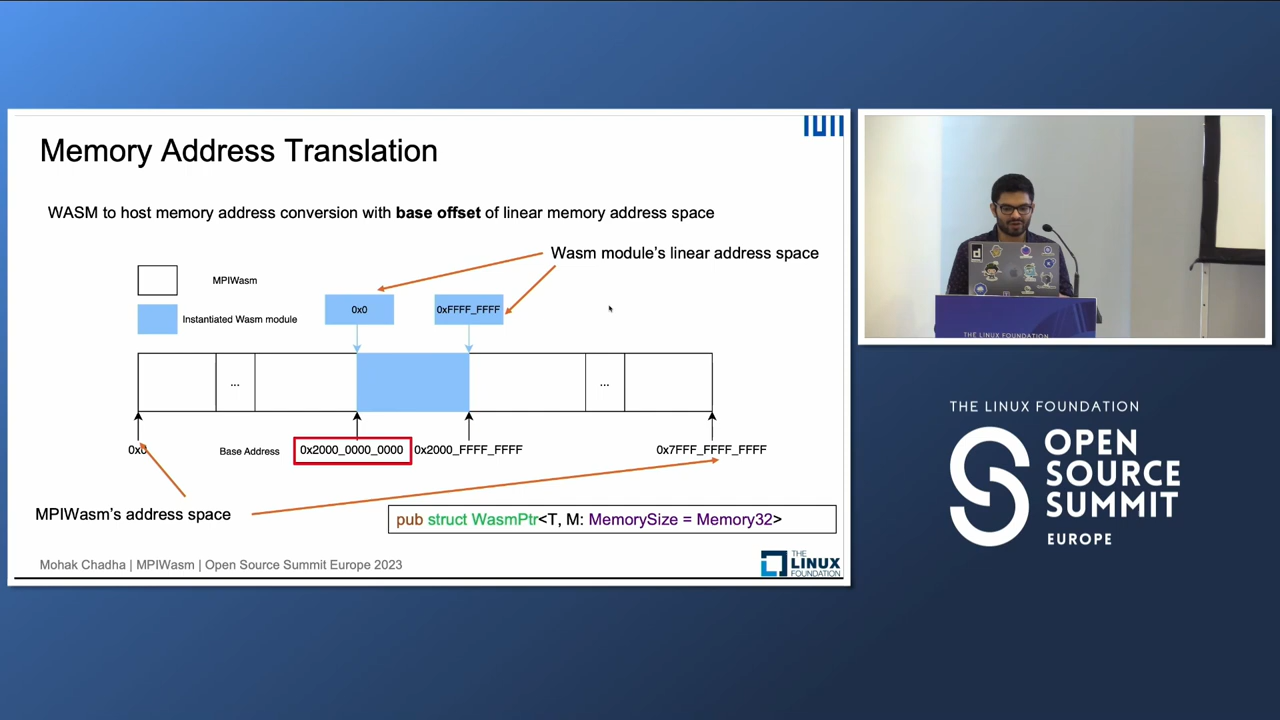 Memory Address Translation
WASM to host memory address conversion with base offset of linear memory address space
Wasm module's linear address space
MPIWasm
Instantiated Wasm module
0x0
0xFFFF_FFFF
...
...
0x0
Base Address
0x2000_0000_0000
0x2000_FFFF_FFFF
0x7FFF_FFFF_FFFF
MPIWasm's address space
pub struct WasmPtr<T, M: MemorySize = Memory32>
Mohak Chadha | MPIWasm | Open Source Summit Europe 2023
THE
LINUX
FOUNDATION
THE LINUX FOUNDATION
THE LINUX FOUNDATION
OPEN
SOURCE
SUMMIT
EUROPE